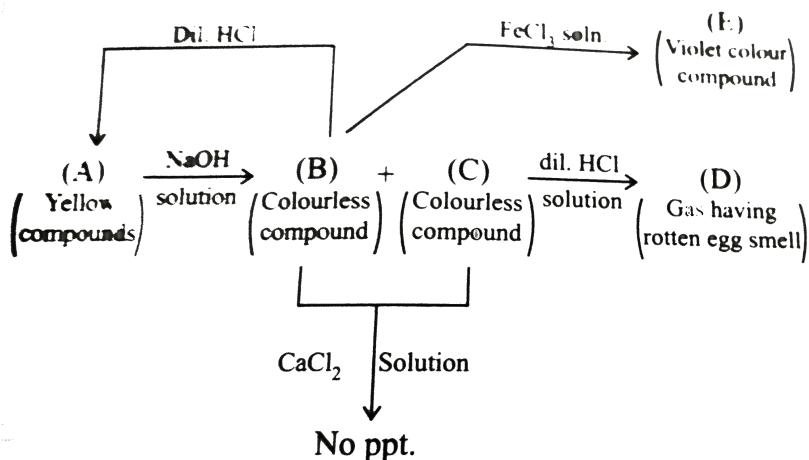 Dil. HCl
FeCl₃ soln.
(E)
(Violet colour
compound)
(A)
(Yellow
compounds)
NaOH
solution
(B)
(Colourless
compound)
+
(C)
(Colourless
compound)
dil. HCl
solution
(D)
(Gas having
rotten egg smell)
CaCl₂ Solution
No ppt.